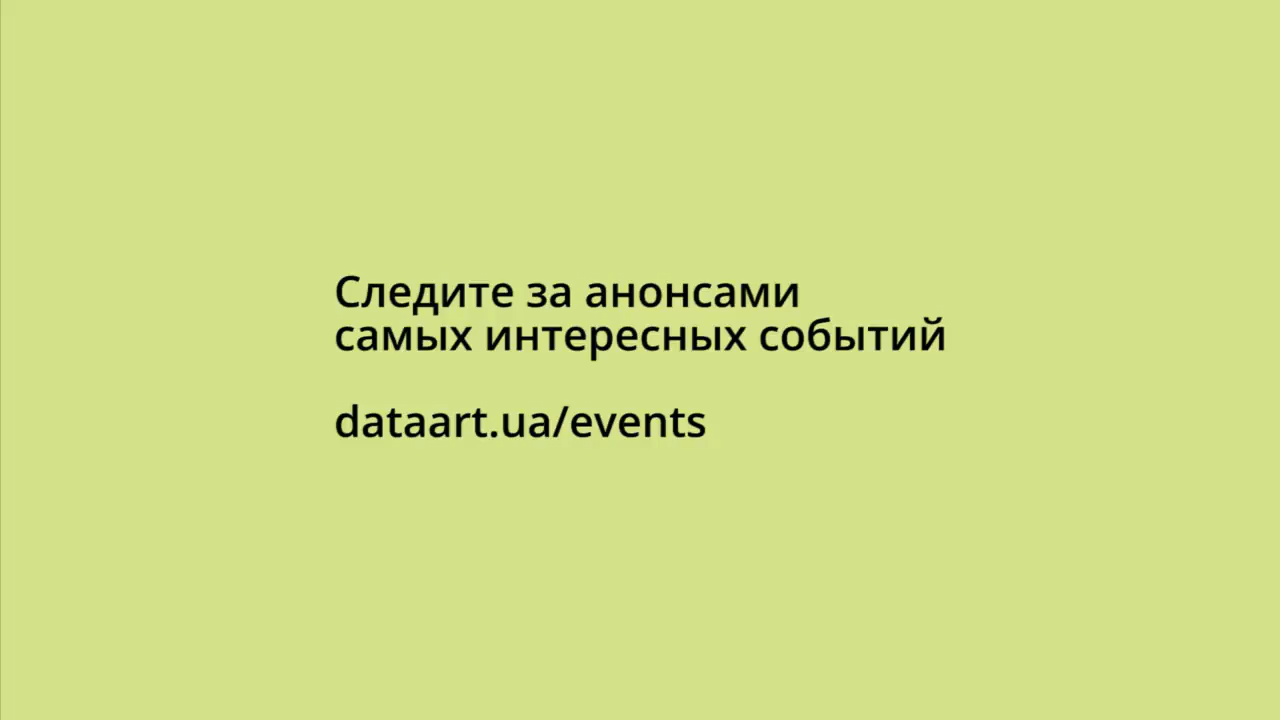 Следите за анонсами
самых интересных событий
dataart.ua/events